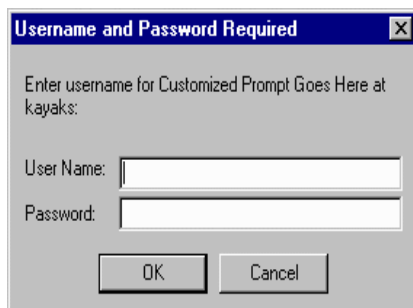 Username and Password Required
Enter username for Customized Prompt Goes Here at
kayaks:
User Name:
Password:
OK Cancel